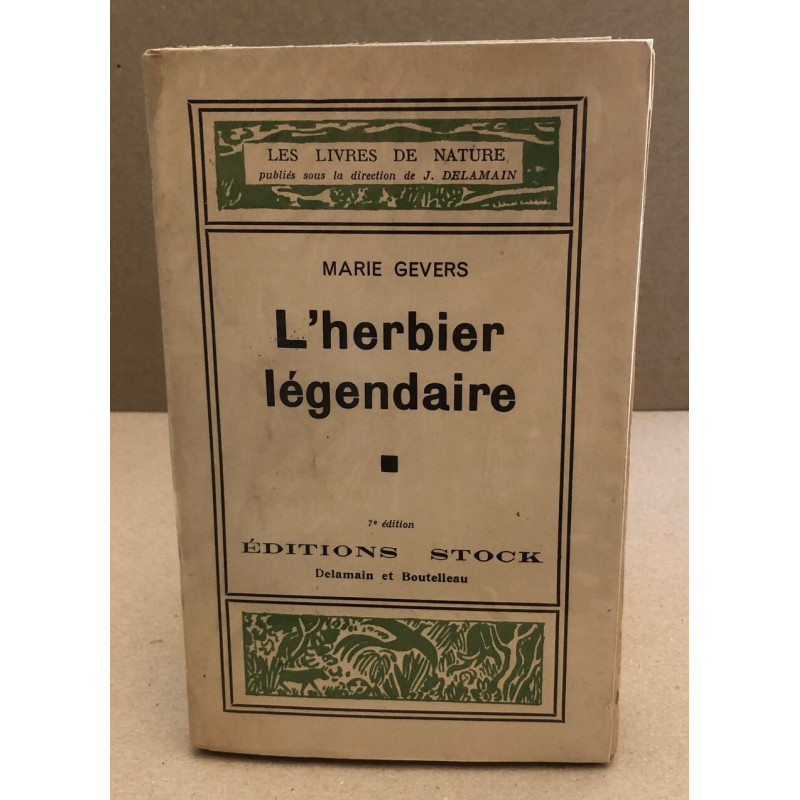 LES LIVRES DE NATURE
publiés sous la direction de J. DELAMAIN
MARIE GEVERS
L'herbier
légendaire
7e édition
ÉDITIONS STOCK
Delamain et Boutelleau